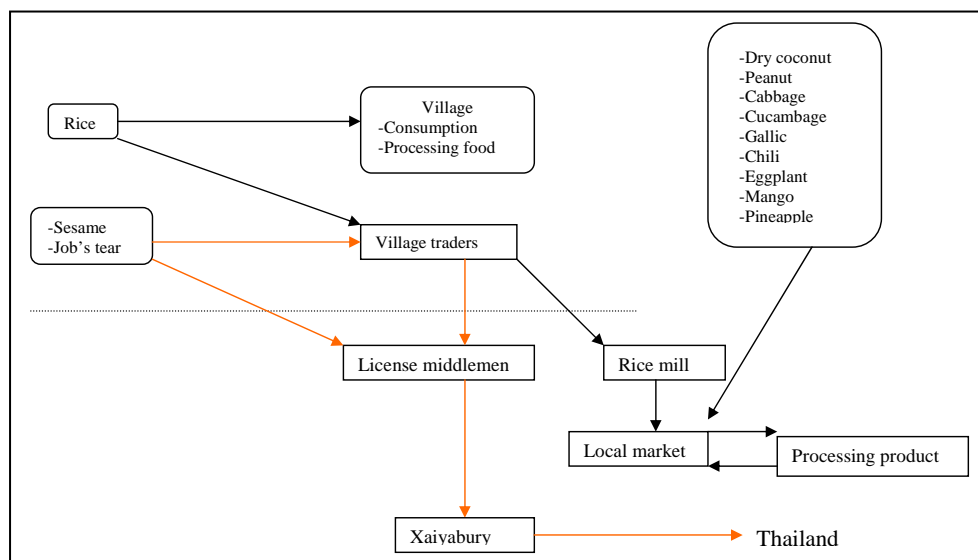 -Dry coconut
-Peanut
-Cabbage
-Cucambage
-Gallic
-Chili
-Eggplant
-Mango
-Pineapple
Rice
Village
-Consumption
-Processing food
-Sesame
-Job's tear
Village traders
License middlemen
Rice mill
Local market
Processing product
Xaiyabury
Thailand